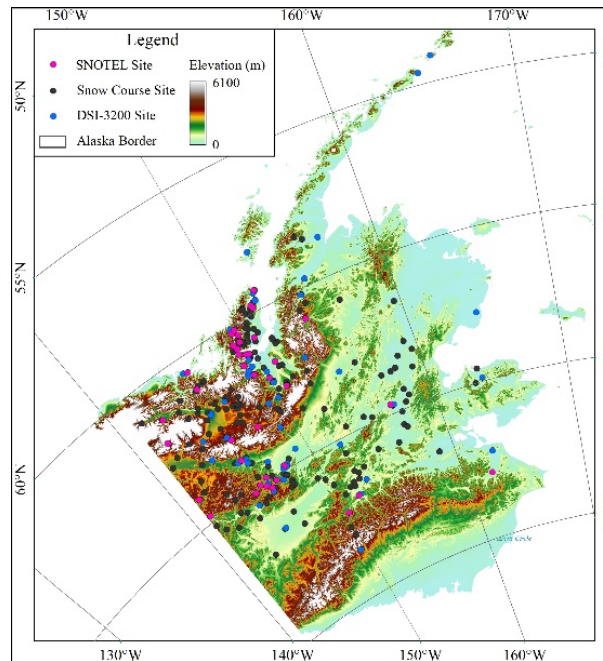 150°W
160°W
170°W
Legend
SNOTEL Site
Snow Course Site
DSI-3200 Site
Alaska Border
Elevation (m)
6100
0
50°N
55°N
60°N
130°W
140°W
150°W
160°W